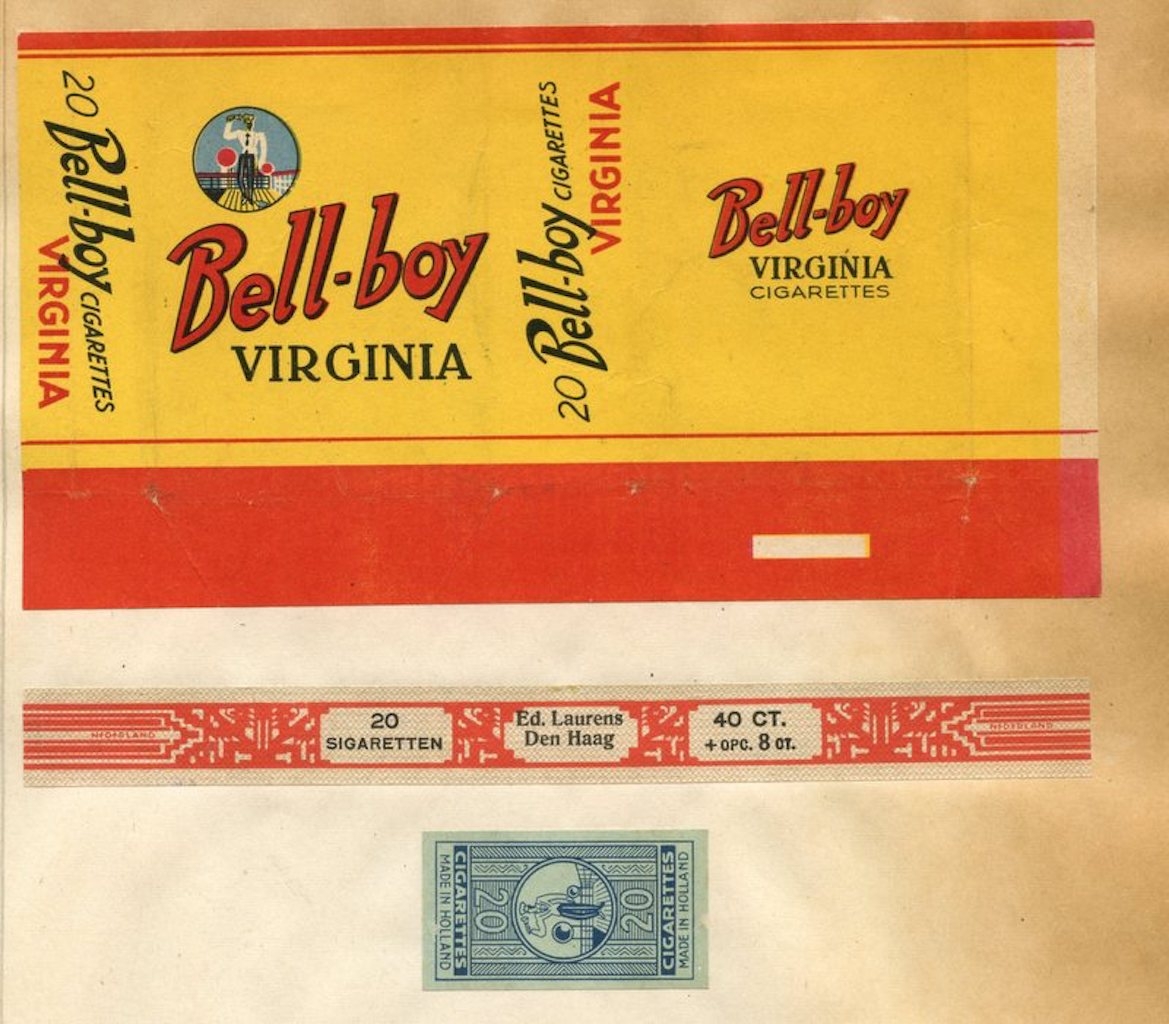 20 Bell-boy CIGARETTES
VIRGINIA
Bell-boy
VIRGINIA
20 Bell-boy CIGARETTES
VIRGINIA
Bell-boy
VIRGINIA
CIGARETTES
NEDERLAND
20
SIGARETTEN
Ed. Laurens
Den Haag
40 CT.
+ OPC. 8 CT.
NEDERLAND
MADE IN HOLLAND
CIGARETTES
20
20
CIGARETTES
MADE IN HOLLAND